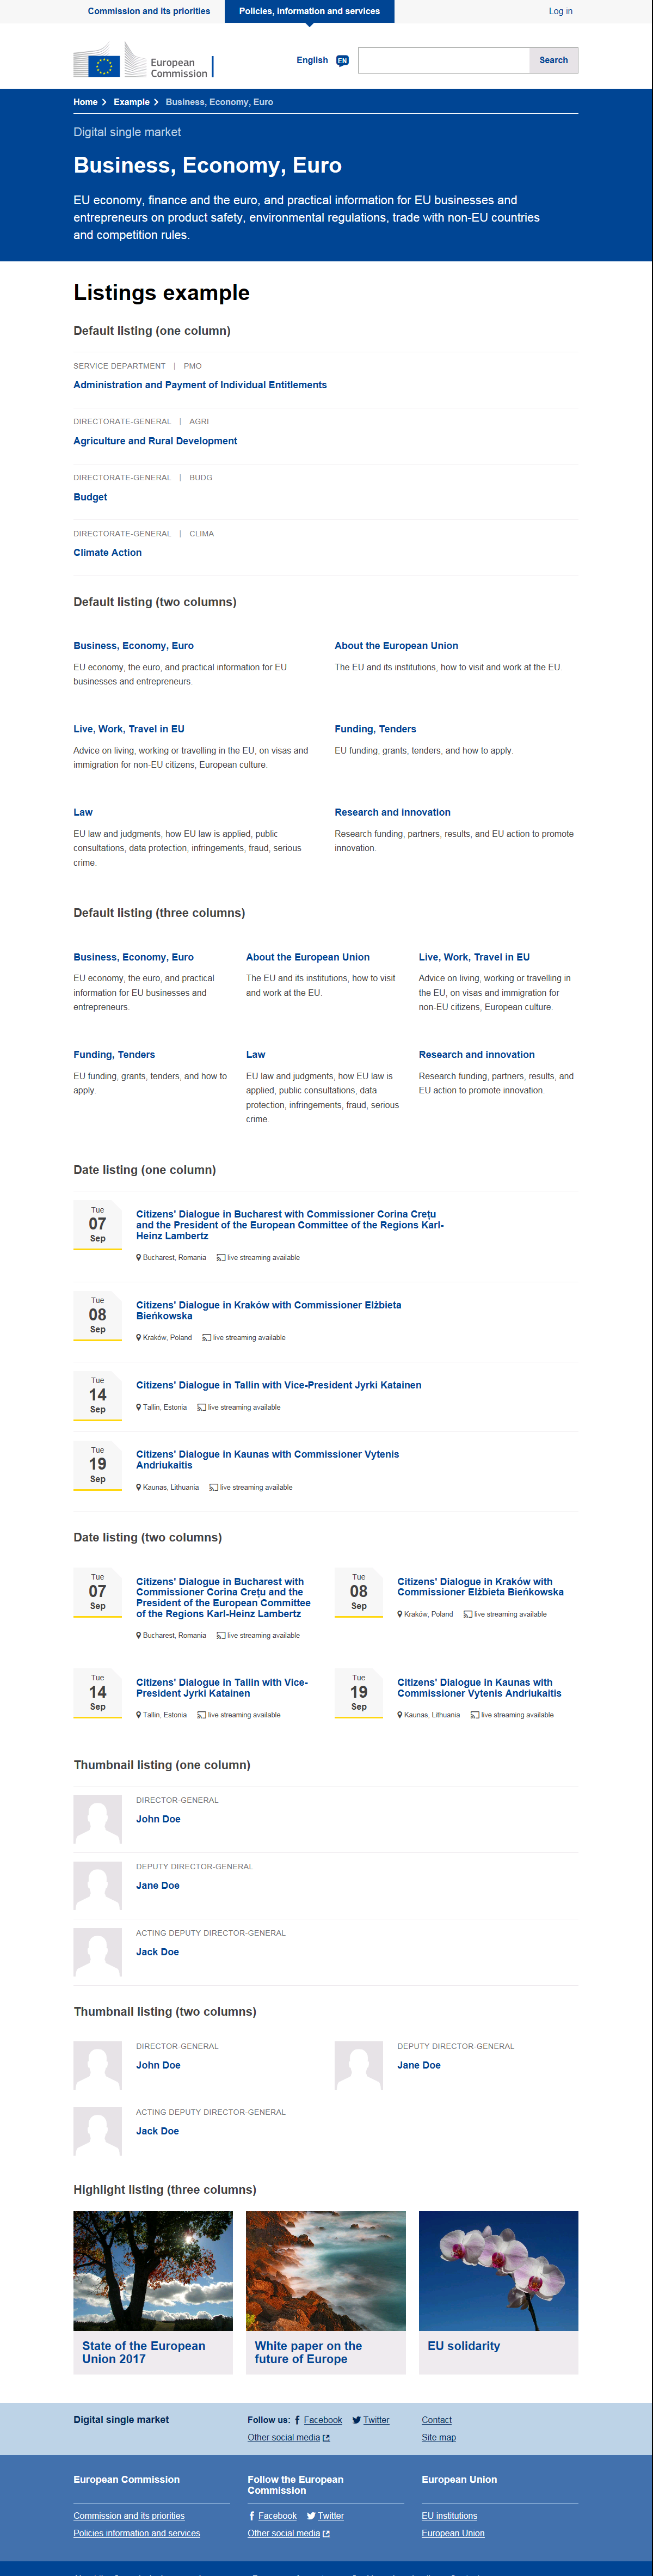 Commission and its priorities
Policies, information and services
Log in
European
Commission
English EN
Search
Home
Example
Business, Economy, Euro
Digital single market
Business, Economy, Euro
EU economy, finance and the euro, and practical information for EU businesses and
entrepreneurs on product safety, environmental regulations, trade with non-EU countries
and competition rules.
Listings example
Default listing (one column)
SERVICE DEPARTMENT | PMO
Administration and Payment of Individual Entitlements
DIRECTORATE-GENERAL | AGRI
Agriculture and Rural Development
DIRECTORATE-GENERAL | BUDG
Budget
DIRECTORATE-GENERAL | CLIMA
Climate Action
Default listing (two columns)
Business, Economy, Euro
EU economy, the euro, and practical information for EU
businesses and entrepreneurs.
About the European Union
The EU and its institutions, how to visit and work at the EU.
Live, Work, Travel in EU
Advice on living, working or travelling in the EU, on visas and
immigration for non-EU citizens, European culture.
Funding, Tenders
EU funding, grants, tenders, and how to apply.
Law
EU law and judgments, how EU law is applied, public
consultations, data protection, infringements, fraud, serious
crime.
Research and innovation
Research funding, partners, results, and EU action to promote
innovation.
Default listing (three columns)
Business, Economy, Euro
EU economy, the euro, and practical
information for EU businesses and
entrepreneurs.
About the European Union
The EU and its institutions, how to visit
and work at the EU.
Live, Work, Travel in EU
Advice on living, working or travelling in
the EU, on visas and immigration for
non-EU citizens, European culture.
Funding, Tenders
EU funding, grants, tenders, and how to
apply.
Law
EU law and judgments, how EU law is
applied, public consultations, data
protection, infringements, fraud, serious
crime.
Research and innovation
Research funding, partners, results, and
EU action to promote innovation.
Date listing (one column)
Tue
07
Sep
Citizens' Dialogue in Bucharest with Commissioner Corina Crețu
and the President of the European Committee of the Regions Karl-
Heinz Lambertz
Bucharest, Romania live streaming available
Tue
08
Sep
Citizens' Dialogue in Kraków with Commissioner Elżbieta
Bieńkowska
Kraków, Poland live streaming available
Tue
14
Sep
Citizens' Dialogue in Tallin with Vice-President Jyrki Katainen
Tallin, Estonia live streaming available
Tue
19
Sep
Citizens' Dialogue in Kaunas with Commissioner Vytenis
Andriukaitis
Kaunas, Lithuania live streaming available
Date listing (two columns)
Tue
07
Sep
Citizens' Dialogue in Bucharest with
Commissioner Corina Crețu and the
President of the European Committee
of the Regions Karl-Heinz Lambertz
Bucharest, Romania live streaming available
Tue
08
Sep
Citizens' Dialogue in Kraków with
Commissioner Elżbieta Bieńkowska
Kraków, Poland live streaming available
Tue
14
Sep
Citizens' Dialogue in Tallin with Vice-
President Jyrki Katainen
Tallin, Estonia live streaming available
Tue
19
Sep
Citizens' Dialogue in Kaunas with
Commissioner Vytenis Andriukaitis
Kaunas, Lithuania live streaming available
Thumbnail listing (one column)
DIRECTOR-GENERAL
John Doe
DEPUTY DIRECTOR-GENERAL
Jane Doe
ACTING DEPUTY DIRECTOR-GENERAL
Jack Doe
Thumbnail listing (two columns)
DIRECTOR-GENERAL
John Doe
DEPUTY DIRECTOR-GENERAL
Jane Doe
ACTING DEPUTY DIRECTOR-GENERAL
Jack Doe
Highlight listing (three columns)
State of the European
Union 2017
White paper on the
future of Europe
EU solidarity
Digital single market
Follow us: Facebook Twitter
Other social media
Contact
Site map
European Commission
Commission and its priorities
Policies information and services
Follow the European
Commission
Facebook Twitter
Other social media
European Union
EU institutions
European Union